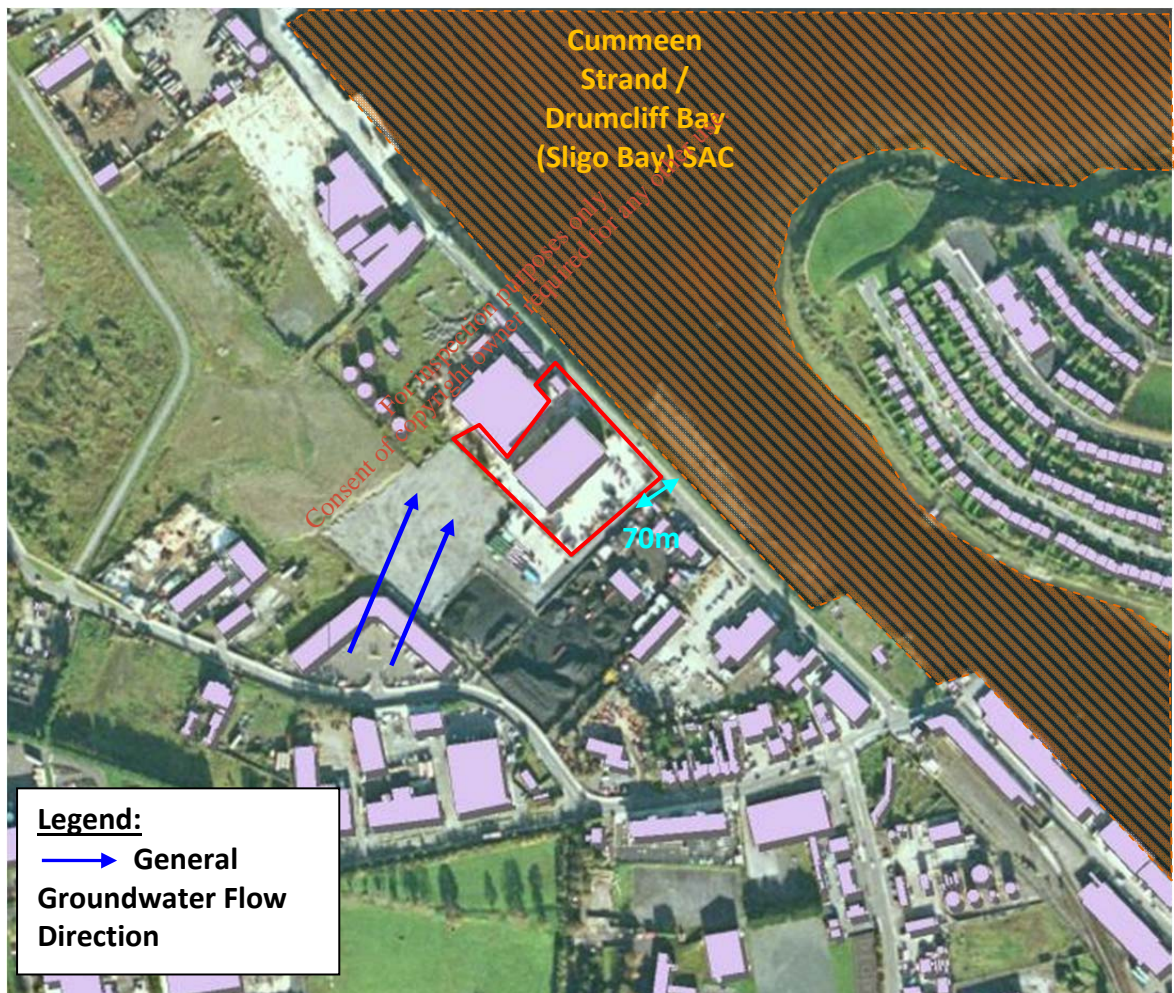 Cummeen
Strand /
Drumcliff Bay
(Sligo Bay) SAC
For inspection purposes only.
Consent of copyright owner required for any other use.
70m
Legend:
General
Groundwater Flow
Direction